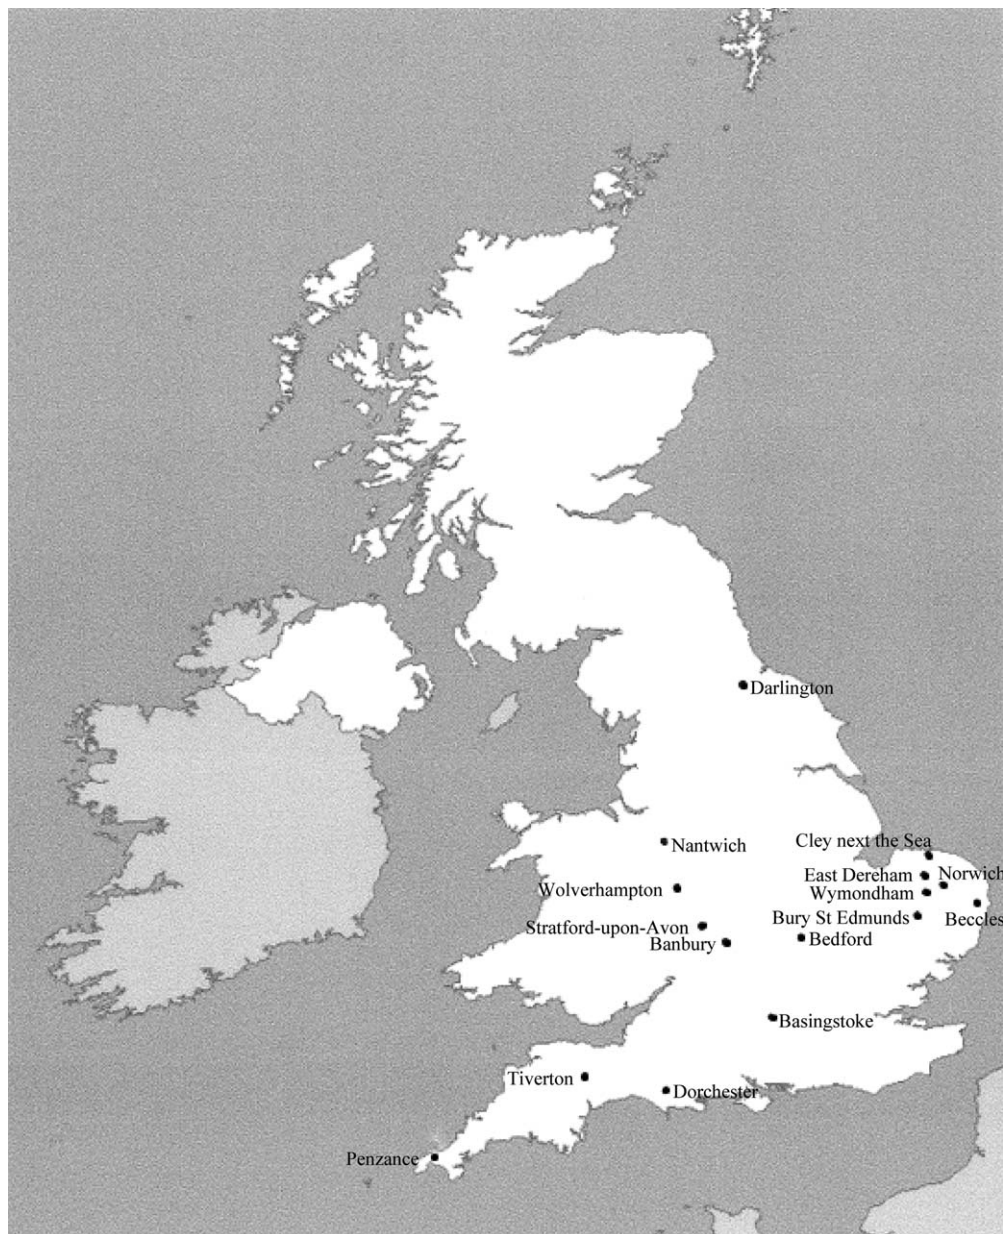 Darlington
Nantwich
Cley next the Sea
East Dereham
Norwich
Wolverhampton
Wymondham
Beccles
Bury St Edmunds
Stratford-upon-Avon
Bedford
Banbury
Basingstoke
Tiverton
Dorchester
Penzance